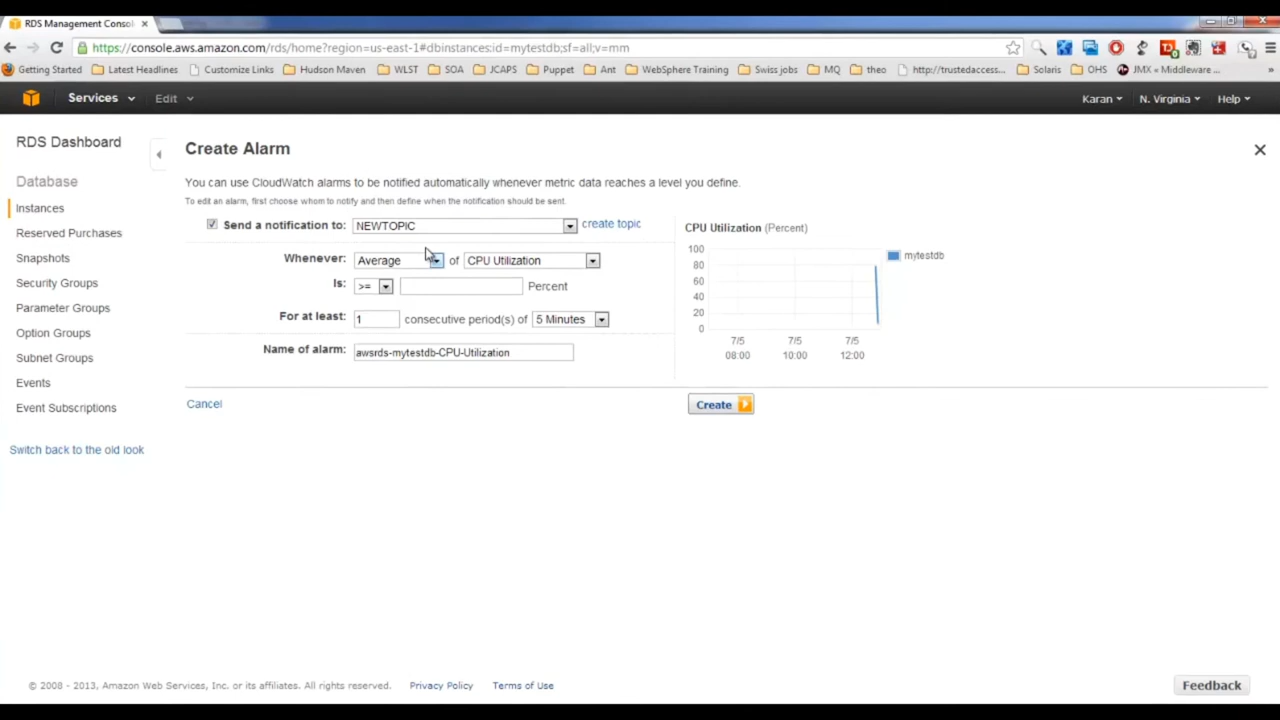 RDS Management Consol
https://console.aws.amazon.com/rds/home?region=us-east-1#dbinstances:id=mytestdb;sf=all;v=mm
Getting Started Latest Headlines Customize Links Hudson Maven WLST SOA JCAPS Puppet Ant WebSphere Training Swiss jobs MQ theo http://trustedaccess... Solaris OHS JMX « Middleware ... »
Services Edit Karan N. Virginia Help
RDS Dashboard
Database
Instances
Reserved Purchases
Snapshots
Security Groups
Parameter Groups
Option Groups
Subnet Groups
Events
Event Subscriptions
Switch back to the old look
Create Alarm
You can use CloudWatch alarms to be notified automatically whenever metric data reaches a level you define.
To edit an alarm, first choose whom to notify and then define when the notification should be sent.
Send a notification to: NEWTOPIC create topic
Whenever: Average of CPU Utilization
Is: >= Percent
For at least: 1 consecutive period(s) of 5 Minutes
Name of alarm: awsrds-mytestdb-CPU-Utilization
Cancel Create
CPU Utilization (Percent)
100
80
60
40
20
0
7/5 7/5 7/5
08:00 10:00 12:00
mytestdb
© 2008 - 2013, Amazon Web Services, Inc. or its affiliates. All rights reserved. Privacy Policy Terms of Use
Feedback